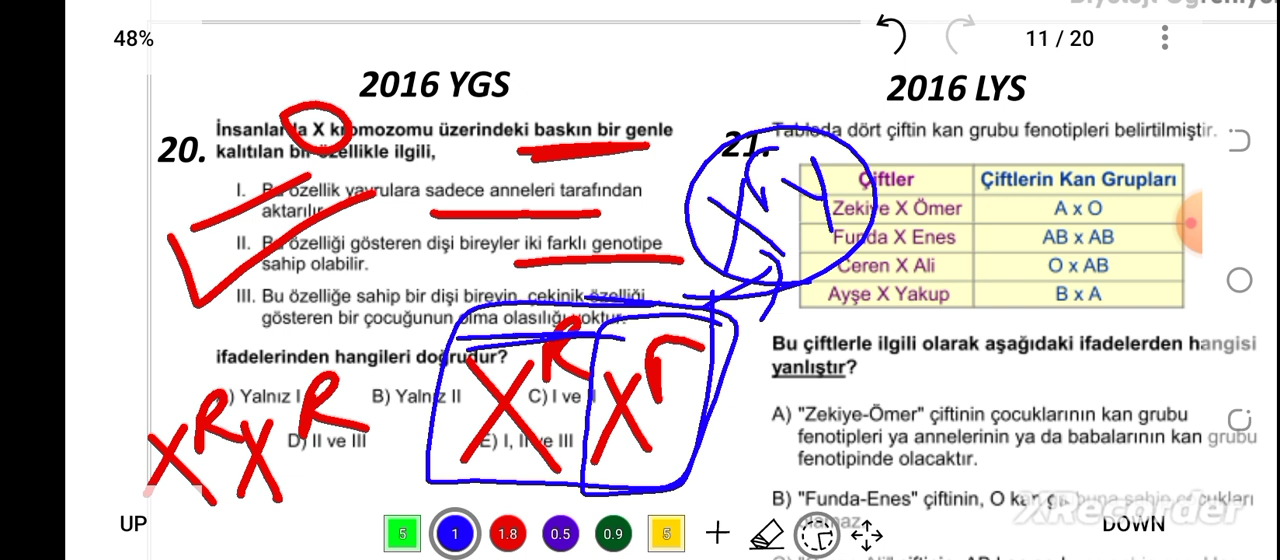 48%
11 / 20
2016 YGS
20. İnsanlarda X kromozomu üzerindeki baskın bir genle
kalıtılan bir özellikle ilgili,
I. Bu özellik yavrulara sadece anneleri tarafından
aktarılır.
II. Bu özelliği gösteren dişi bireyler iki farklı genotipe
sahip olabilir.
III. Bu özelliğe sahip bir dişi bireyin, çekinik özelliği
gösteren bir çocuğunun olma olasılığı yoktur.
ifadelerinden hangileri doğrudur?
A) Yalnız I
B) Yalnız II
C) I ve II
D) II ve III
E) I, II ve III
X R X R
X R X r
X r Y
2016 LYS
21. Tabloda dört çiftin kan grubu fenotipleri belirtilmiştir.
Çiftler Çiftlerin Kan Grupları
Zekiye X Ömer A x O
Funda X Enes AB x AB
Ceren X Ali O x AB
Ayşe X Yakup B x A
Bu çiftlerle ilgili olarak aşağıdaki ifadelerden hangisi
yanlıştır?
A) "Zekiye-Ömer" çiftinin çocuklarının kan grubu
fenotipleri ya annelerinin ya da babalarının kan grubu
fenotipinde olacaktır.
B) "Funda-Enes" çiftinin, O kan grubuna sahip çocukları
olamaz.
XRecorder
UP
5 1 1.8 0.5 0.9 5
DOWN